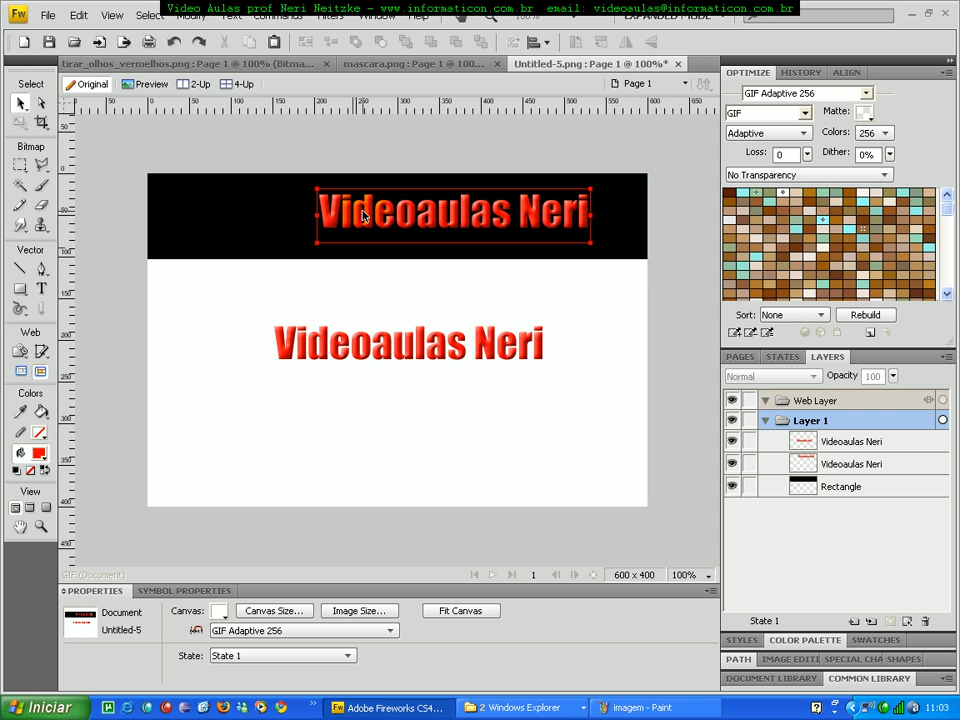 Video Aulas prof Neri Neitzke - www.informaticon.com.br email: videoaulas@informaticon.com.br
Fw File Edit View Select
tirar_olhos_vermelhos.png : Page 1 @ 100% (Bitma... mascara.png : Page 1 @ 100... Untitled-5.png : Page 1 @ 100%*
Original Preview 2-Up 4-Up Page 1
Select
Bitmap
Vector
Web
Colors
View
Videoaulas Neri
Videoaulas Neri
GIF (Document) 1 600 x 400 100%
PROPERTIES SYMBOL PROPERTIES
Document Canvas: Canvas Size... Image Size... Fit Canvas
Untitled-5 GIF Adaptive 256
State: State 1
OPTIMIZE HISTORY ALIGN
GIF Adaptive 256
GIF Matte:
Adaptive Colors: 256
Loss: 0 Dither: 0%
No Transparency
Sort: None Rebuild
PAGES STATES LAYERS
Normal Opacity 100
Web Layer
Layer 1
Videoaulas Neri
Videoaulas Neri
Rectangle
State 1
STYLES COLOR PALETTE SWATCHES
PATH IMAGE EDITI SPECIAL CHA SHAPES
DOCUMENT LIBRARY COMMON LIBRARY
Iniciar Adobe Fireworks CS4... 2 Windows Explorer imagem - Paint 11:03